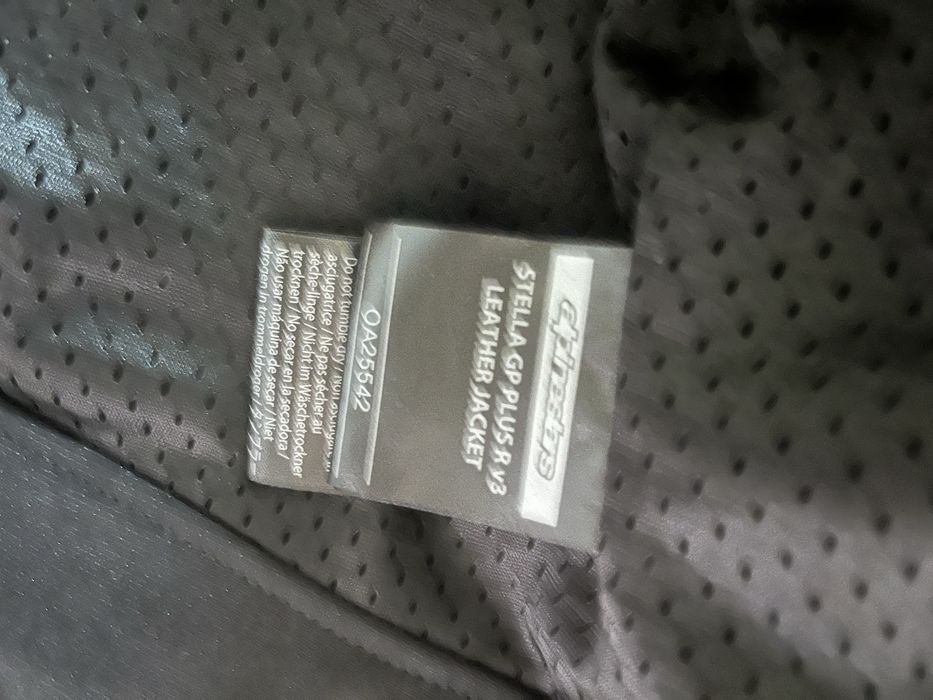 alpinestars
STELLA GP PLUS R v3
LEATHER JACKET
OA25542
Do not tumble dry / Non
asciugatrice / Ne pas sécher au
sèche-linge / Nicht im Wäschetrockner
trocknen / No secar en la secadora /
Não usar máquina de secar / Niet
drogen in trommeldroger /